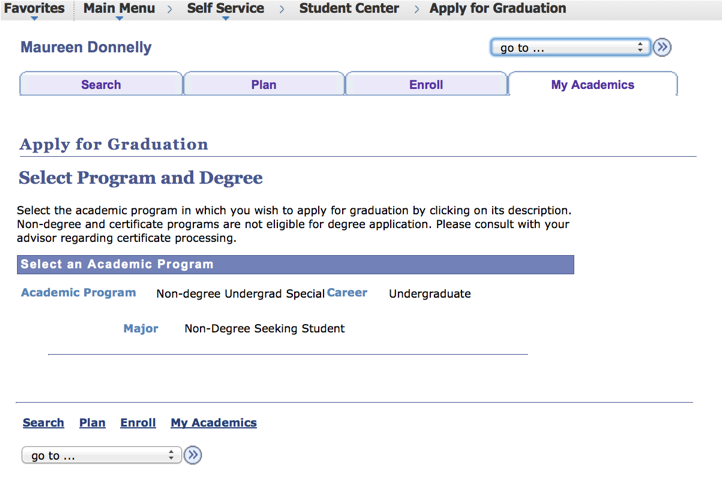 Favorites Main Menu > Self Service > Student Center > Apply for Graduation
Maureen Donnelly
go to ...
Search Plan Enroll My Academics
Apply for Graduation
Select Program and Degree
Select the academic program in which you wish to apply for graduation by clicking on its description.
Non-degree and certificate programs are not eligible for degree application. Please consult with your
advisor regarding certificate processing.
Select an Academic Program
Academic Program Non-degree Undergrad Special Career Undergraduate
Major Non-Degree Seeking Student
Search Plan Enroll My Academics
go to ...